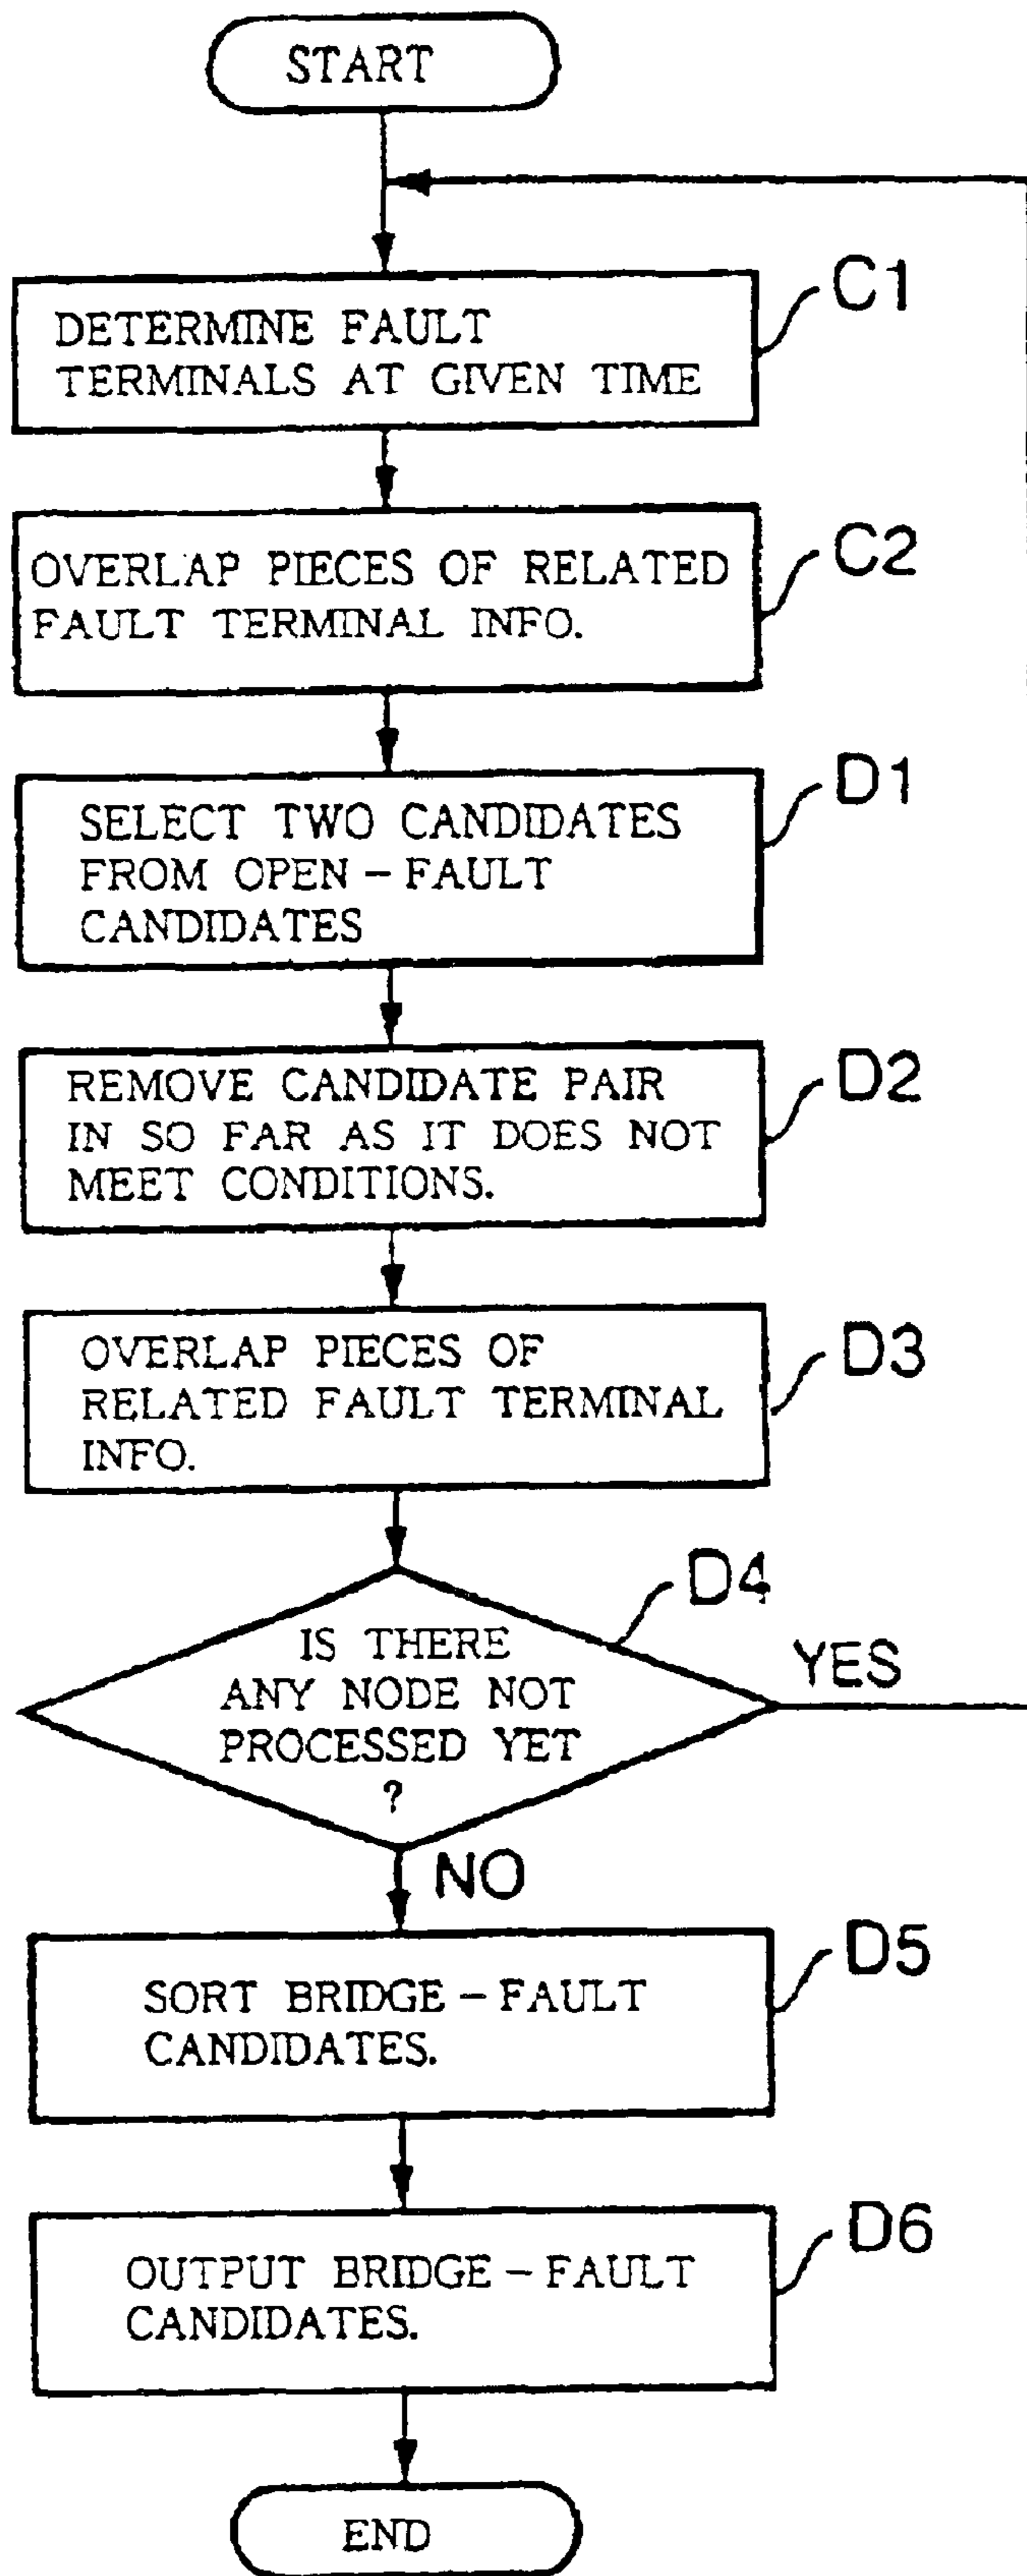 START
C1
DETERMINE FAULT
TERMINALS AT GIVEN TIME
C2
OVERLAP PIECES OF RELATED
FAULT TERMINAL INFO.
D1
SELECT TWO CANDIDATES
FROM OPEN-FAULT
CANDIDATES
D2
REMOVE CANDIDATE PAIR
IN SO FAR AS IT DOES NOT
MEET CONDITIONS.
D3
OVERLAP PIECES OF
RELATED FAULT TERMINAL
INFO.
D4
IS THERE
ANY NODE NOT
PROCESSED YET
?
YES
NO
D5
SORT BRIDGE-FAULT
CANDIDATES.
D6
OUTPUT BRIDGE-FAULT
CANDIDATES.
END